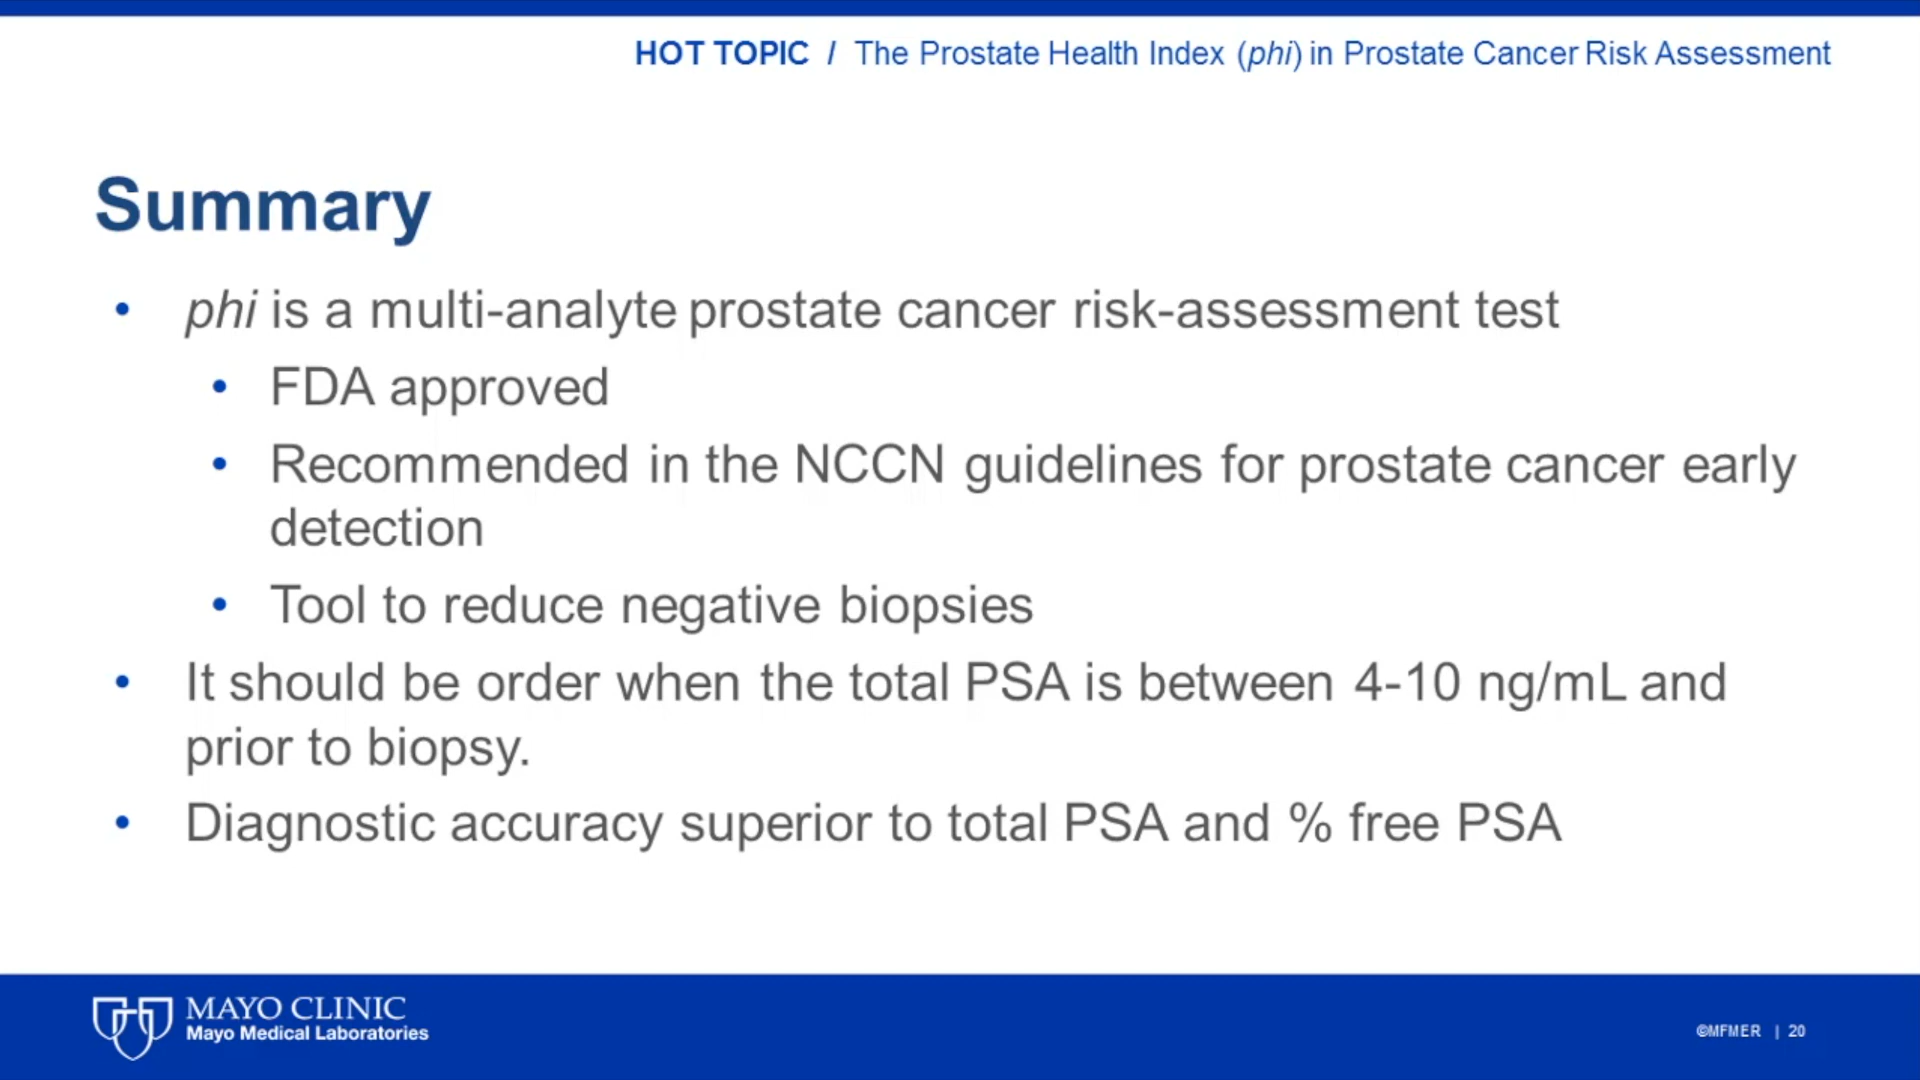 HOT TOPIC / The Prostate Health Index (phi) in Prostate Cancer Risk Assessment
Summary
• phi is a multi-analyte prostate cancer risk-assessment test
• FDA approved
• Recommended in the NCCN guidelines for prostate cancer early
detection
• Tool to reduce negative biopsies
• It should be order when the total PSA is between 4-10 ng/mL and
prior to biopsy.
• Diagnostic accuracy superior to total PSA and % free PSA
MAYO CLINIC
Mayo Medical Laboratories
©MFMER | 20